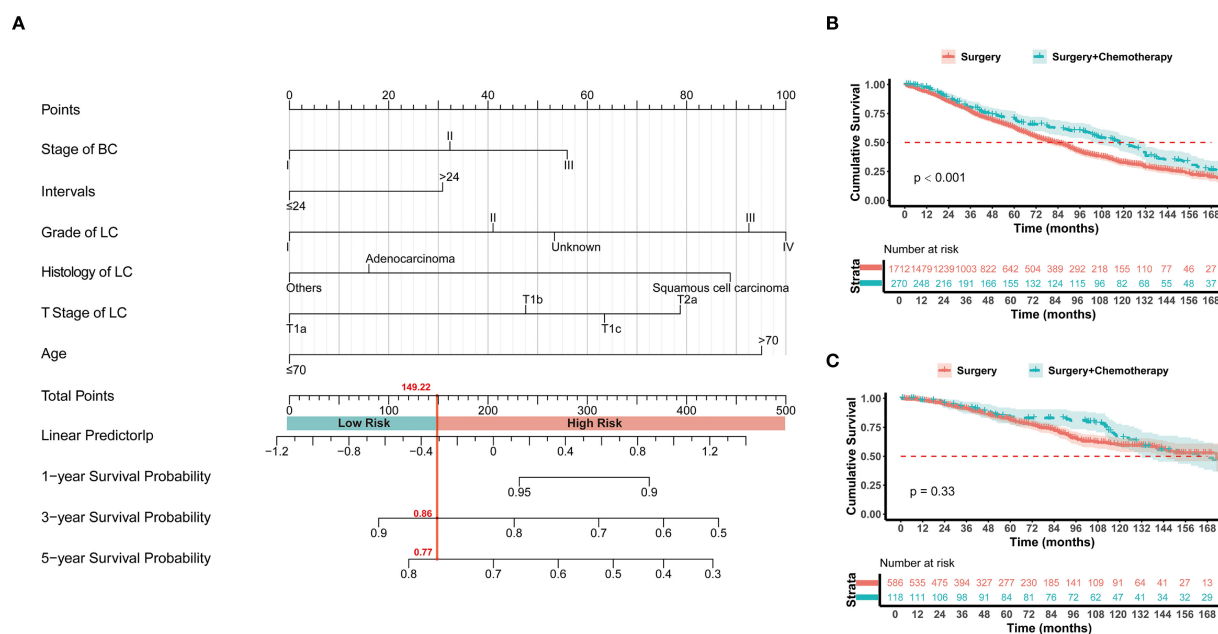 A
Points
0 20 40 60 80 100
Stage of BC
I II III
Intervals
≤24 >24
Grade of LC
I II Unknown III IV
Histology of LC
Others Adenocarcinoma Squamous cell carcinoma
T Stage of LC
T1a T1b T1c T2a
Age
≤70 >70
149.22
Total Points
0 100 200 300 400 500
Low Risk High Risk
Linear Predictorlp
−1.2 −0.8 −0.4 0 0.4 0.8 1.2
1−year Survival Probability
0.95 0.9
3−year Survival Probability
0.86
0.9 0.8 0.7 0.6 0.5
5−year Survival Probability
0.77
0.8 0.7 0.6 0.5 0.4 0.3
B
Surgery Surgery+Chemotherapy
Cumulative Survival
1.00
0.75
0.50
0.25
0.00
p < 0.001
0 12 24 36 48 60 72 84 96 108 120 132 144 156 168
Time (months)
Number at risk
Strata
1712 1479 1239 1003 822 642 504 389 292 218 155 110 77 46 27
270 248 216 191 166 155 132 124 115 96 82 68 55 48 37
0 12 24 36 48 60 72 84 96 108 120 132 144 156 168
Time (months)
C
Surgery Surgery+Chemotherapy
Cumulative Survival
1.00
0.75
0.50
0.25
0.00
p = 0.33
0 12 24 36 48 60 72 84 96 108 120 132 144 156 168
Time (months)
Number at risk
Strata
586 535 475 394 327 277 230 185 141 109 91 64 41 27 13
118 111 106 98 91 84 81 76 72 62 47 41 34 32 29
0 12 24 36 48 60 72 84 96 108 120 132 144 156 168
Time (months)